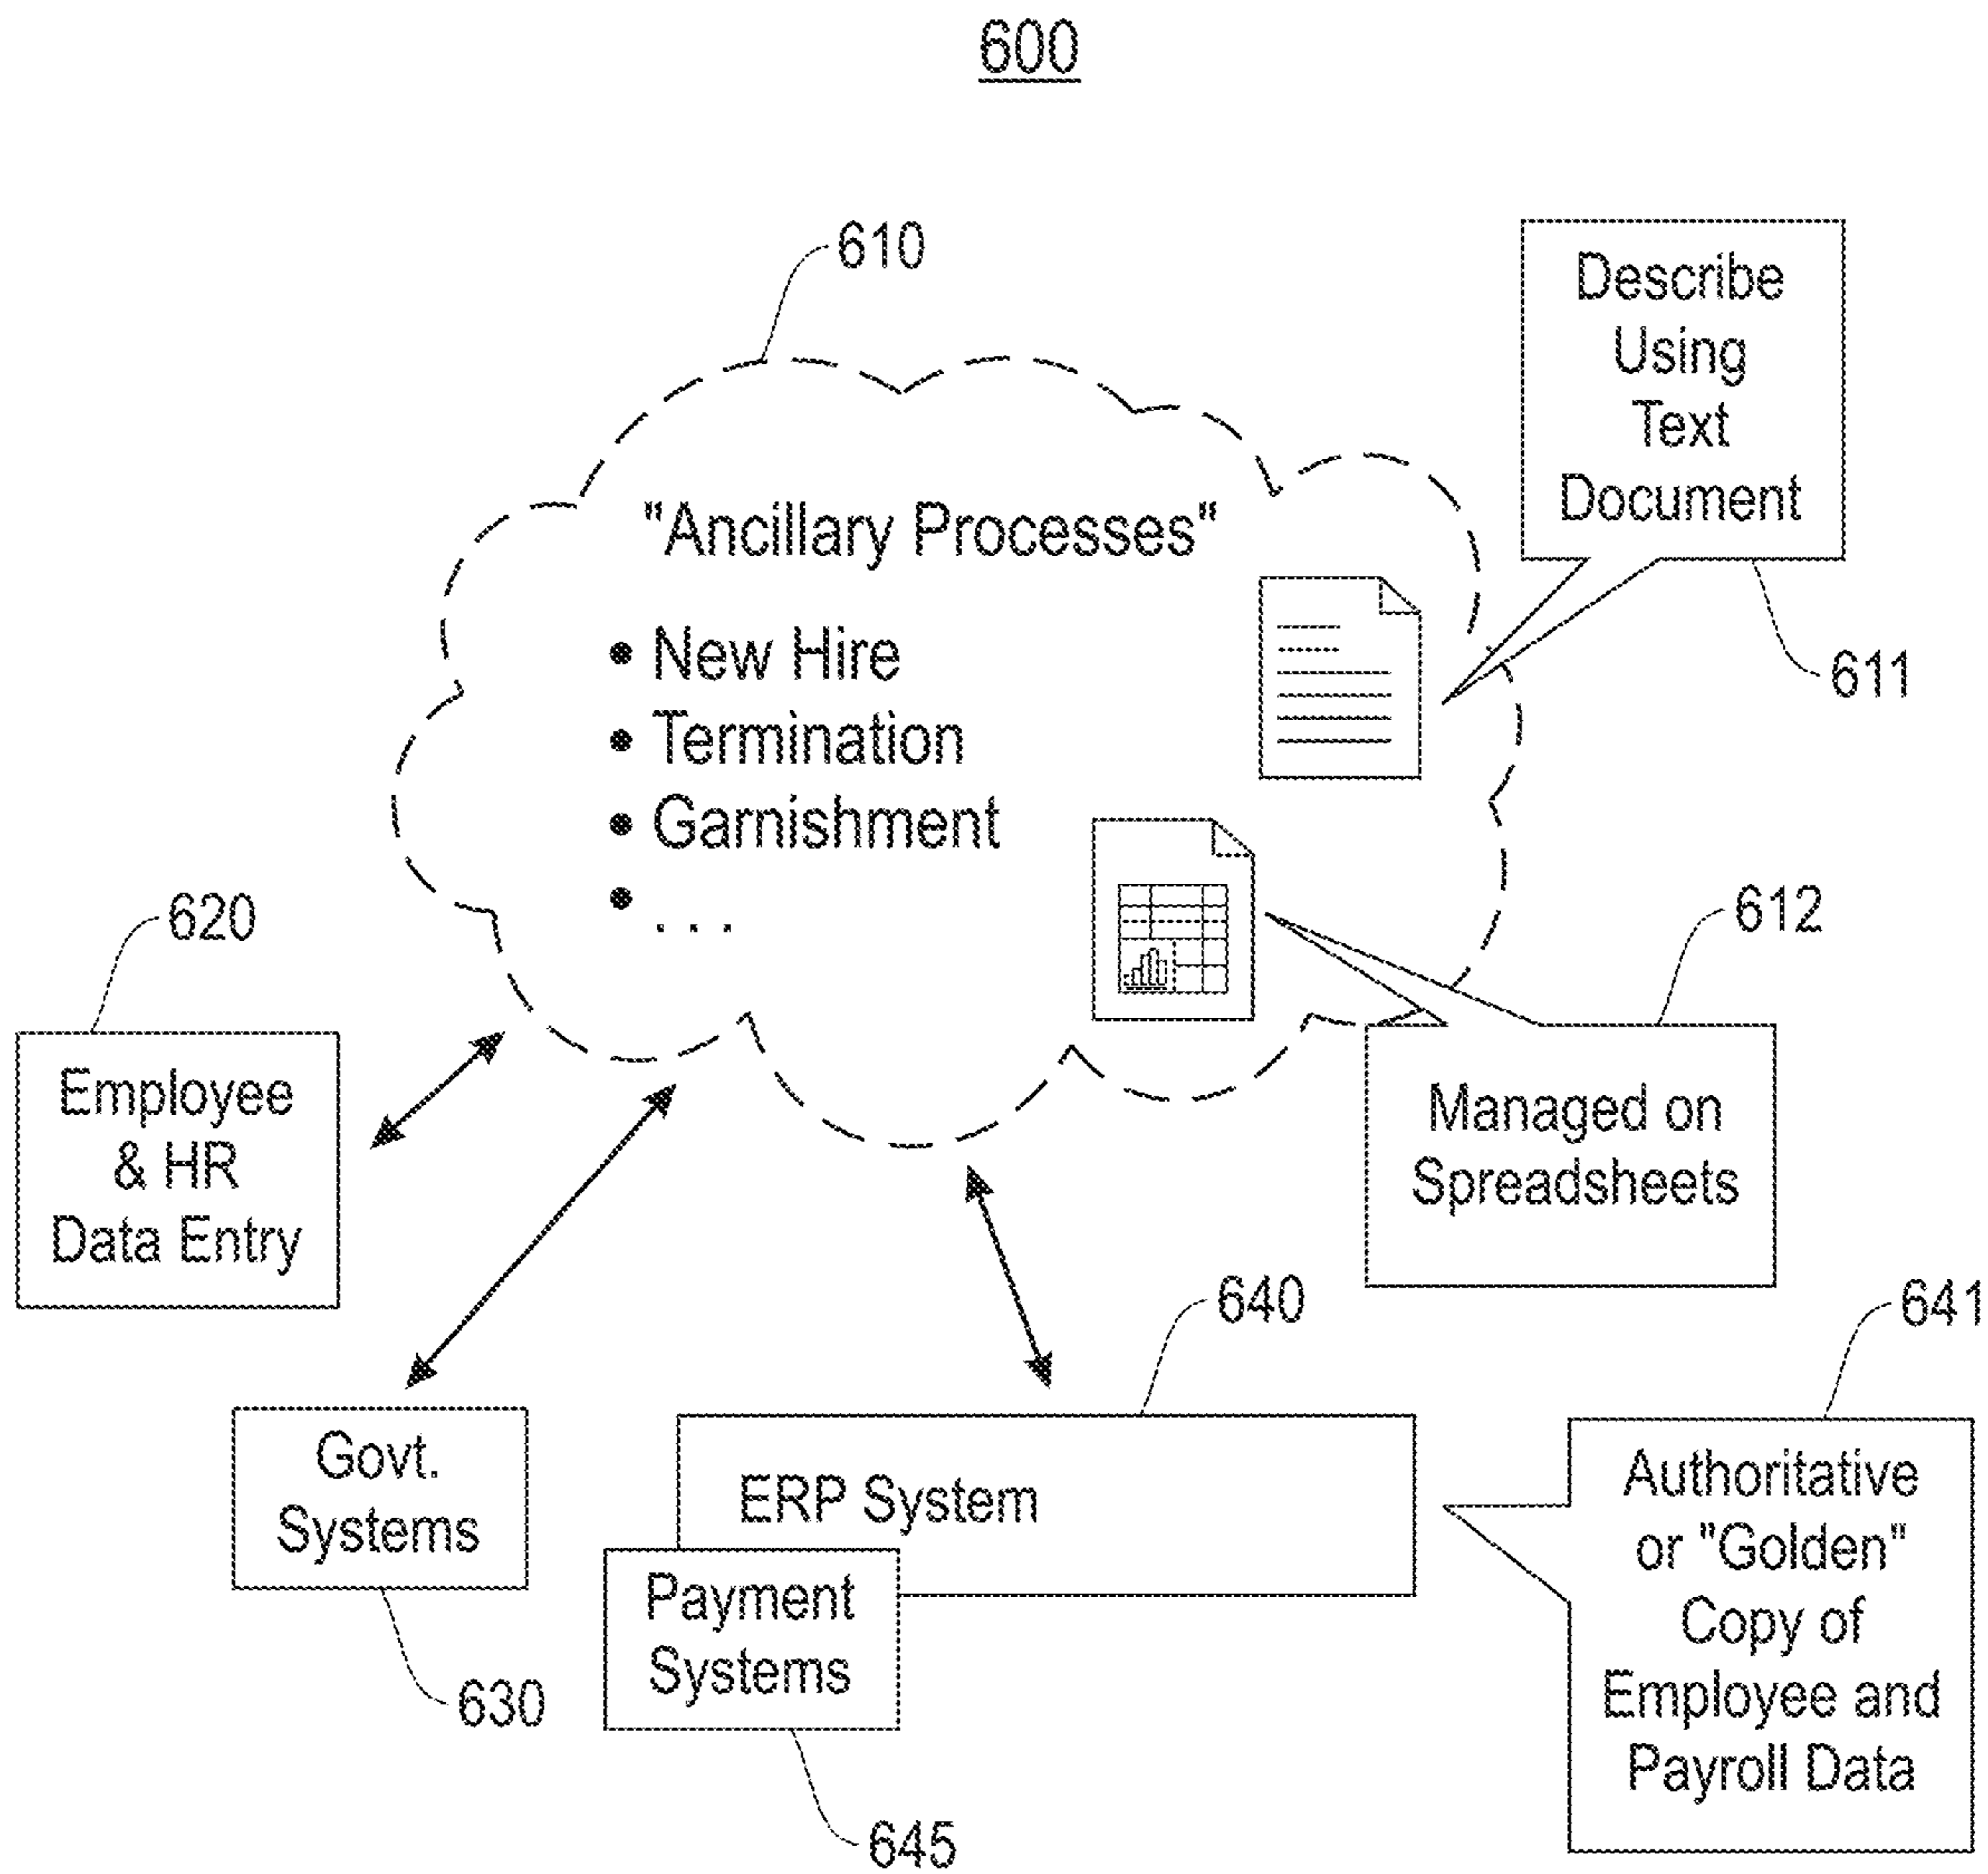 600
610
Describe
Using
Text
Document
611
"Ancillary Processes"
• New Hire
• Termination
• Garnishment
• . . .
620
612
Employee
& HR
Data Entry
Managed on
Spreadsheets
640
641
Govt.
Systems
630
ERP System
Payment
Systems
645
Authoritative
or "Golden"
Copy of
Employee and
Payroll Data